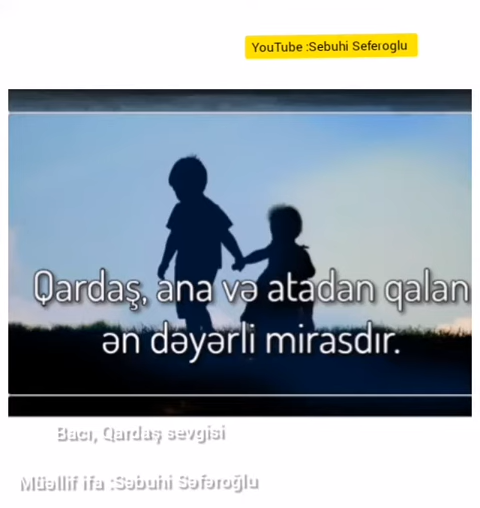 YouTube :Sebuhi Seferoglu
Qardaş, ana və atadan qalan
ən dəyərli mirasdır.
Bacı, Qardaş sevgisi
Müəllif ifa :Səbuhi Səfəroğlu